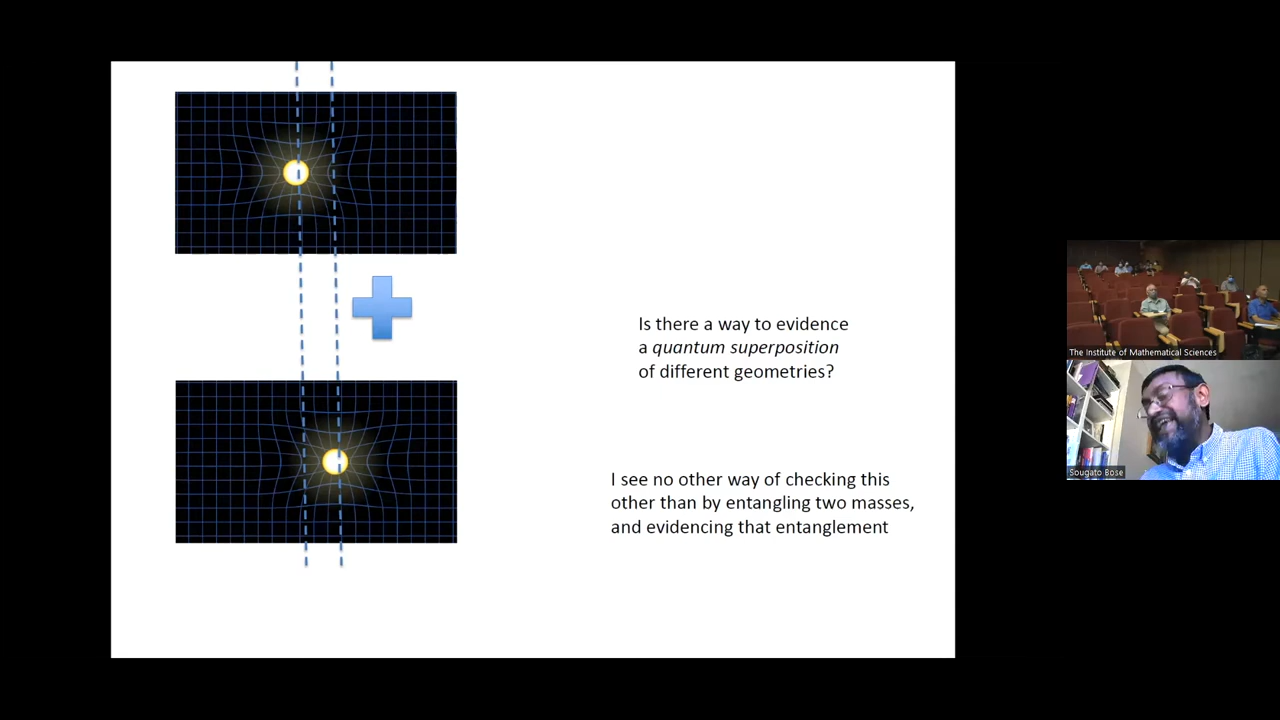 Is there a way to evidence
a quantum superposition
of different geometries?
I see no other way of checking this
other than by entangling two masses,
and evidencing that entanglement
The Institute of Mathematical Sciences
Sougato Bose